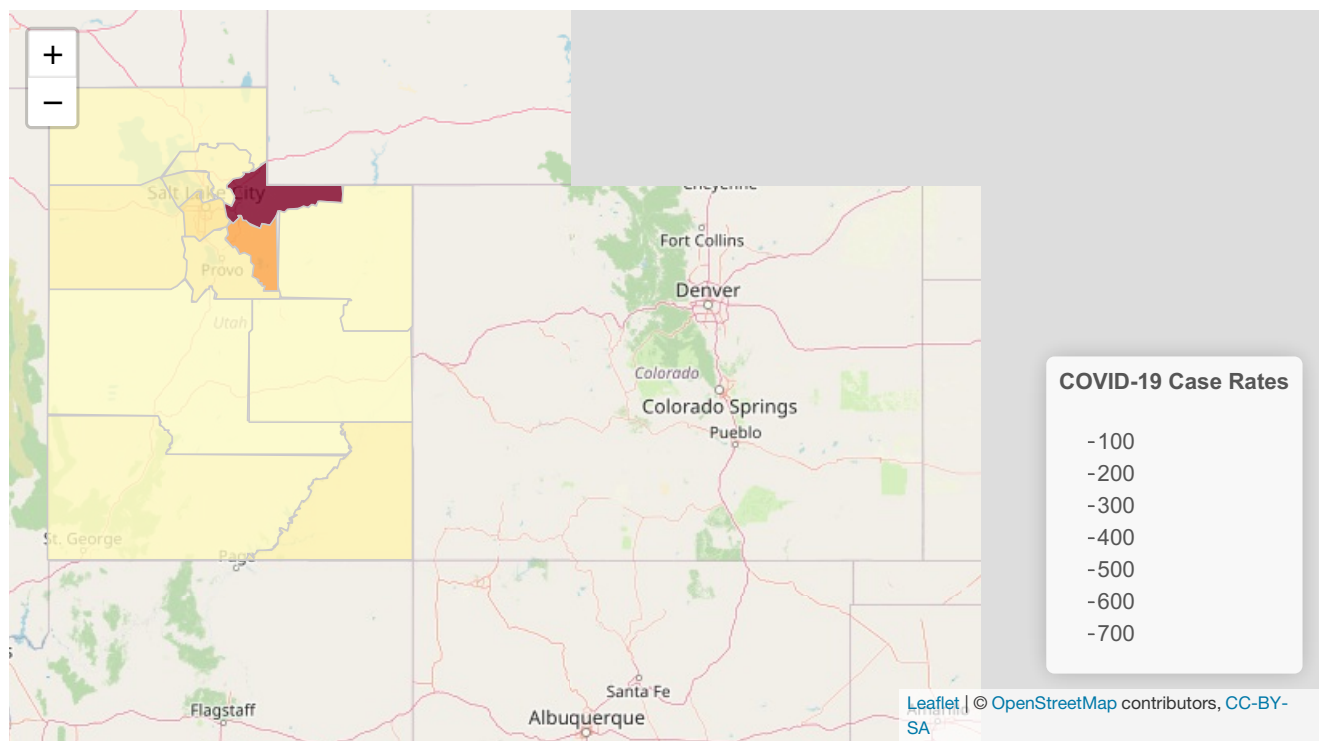 +
−
Cheyenne
Salt Lake City
Fort Collins
Provo
Denver
Utah
Colorado
COVID-19 Case Rates
Colorado Springs
Pueblo
-100
-200
-300
-400
-500
-600
-700
St. George
Page
Santa Fe
Flagstaff
Albuquerque
Leaflet | © OpenStreetMap contributors, CC-BY-
SA